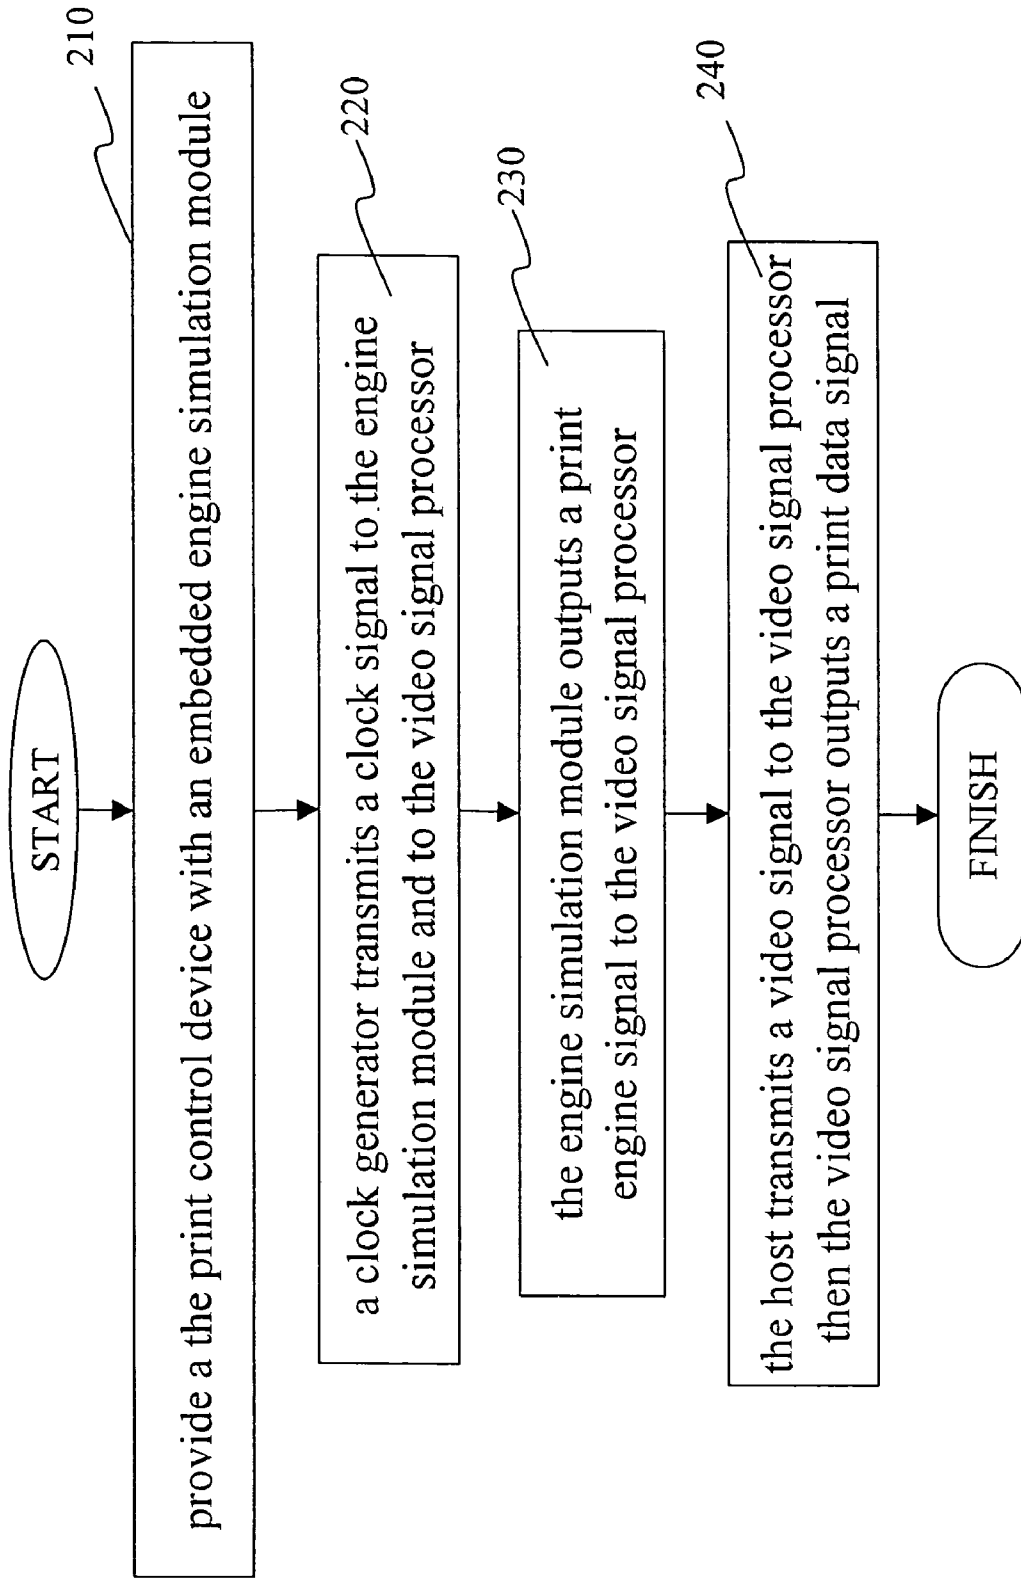 START
210
provide a the print control device with an embedded engine simulation module
220
a clock generator transmits a clock signal to the engine
simulation module and to the video signal processor
230
the engine simulation module outputs a print
engine signal to the video signal processor
240
the host transmits a video signal to the video signal processor
then the video signal processor outputs a print data signal
FINISH